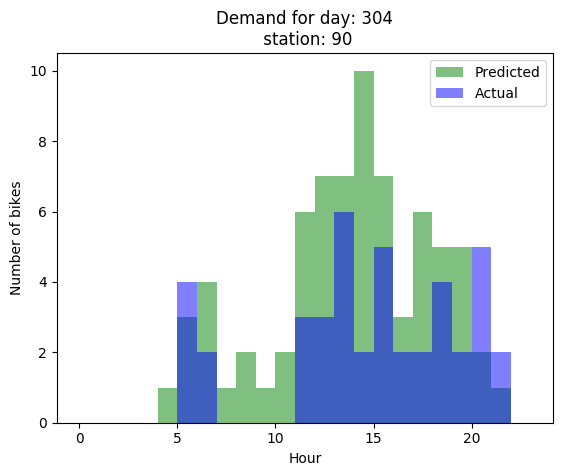 Demand for day: 304
station: 90
Predicted
Actual
Number of bikes
10
8
6
4
2
0
0 5 10 15 20
Hour